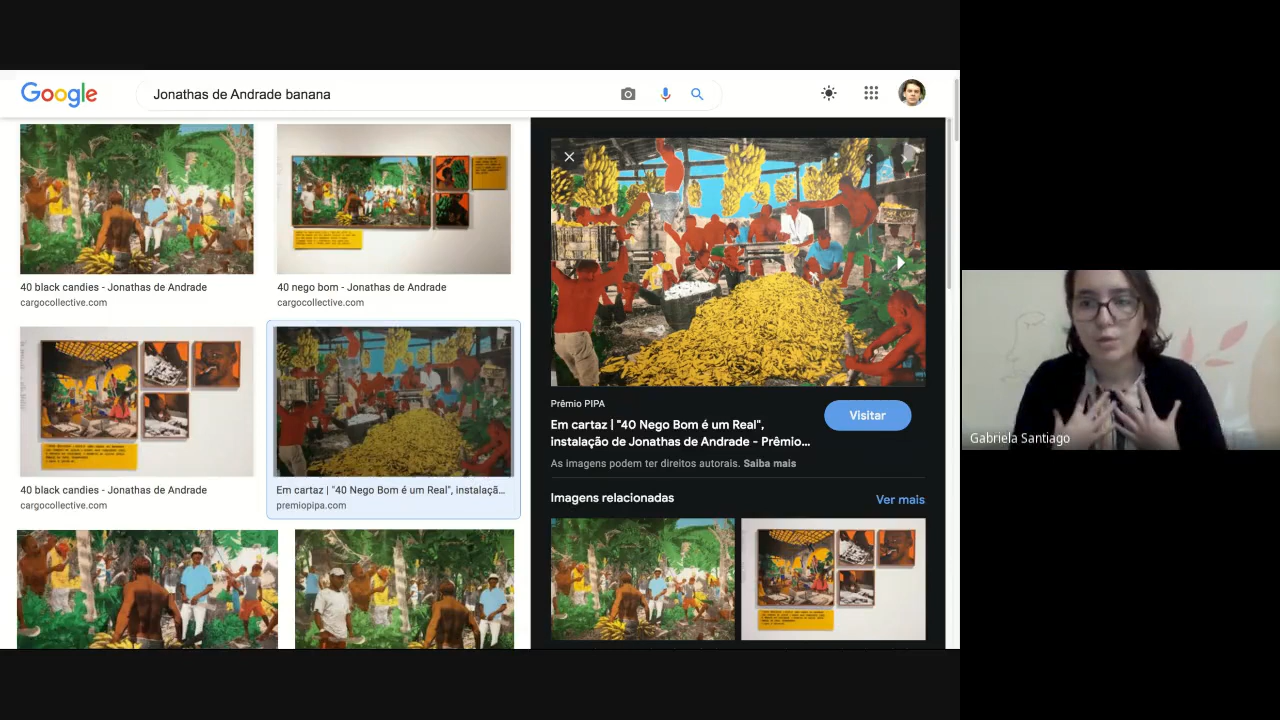 Google
Jonathas de Andrade banana
40 black candies - Jonathas de Andrade
cargocollective.com
40 nego bom - Jonathas de Andrade
cargocollective.com
40 black candies - Jonathas de Andrade
cargocollective.com
Em cartaz | "40 Nego Bom é um Real", instalaçã...
premiopipa.com
Prêmio PIPA
Em cartaz | "40 Nego Bom é um Real",
instalação de Jonathas de Andrade - Prêmio...
Visitar
As imagens podem ter direitos autorais. Saiba mais
Imagens relacionadas
Ver mais
Gabriela Santiago